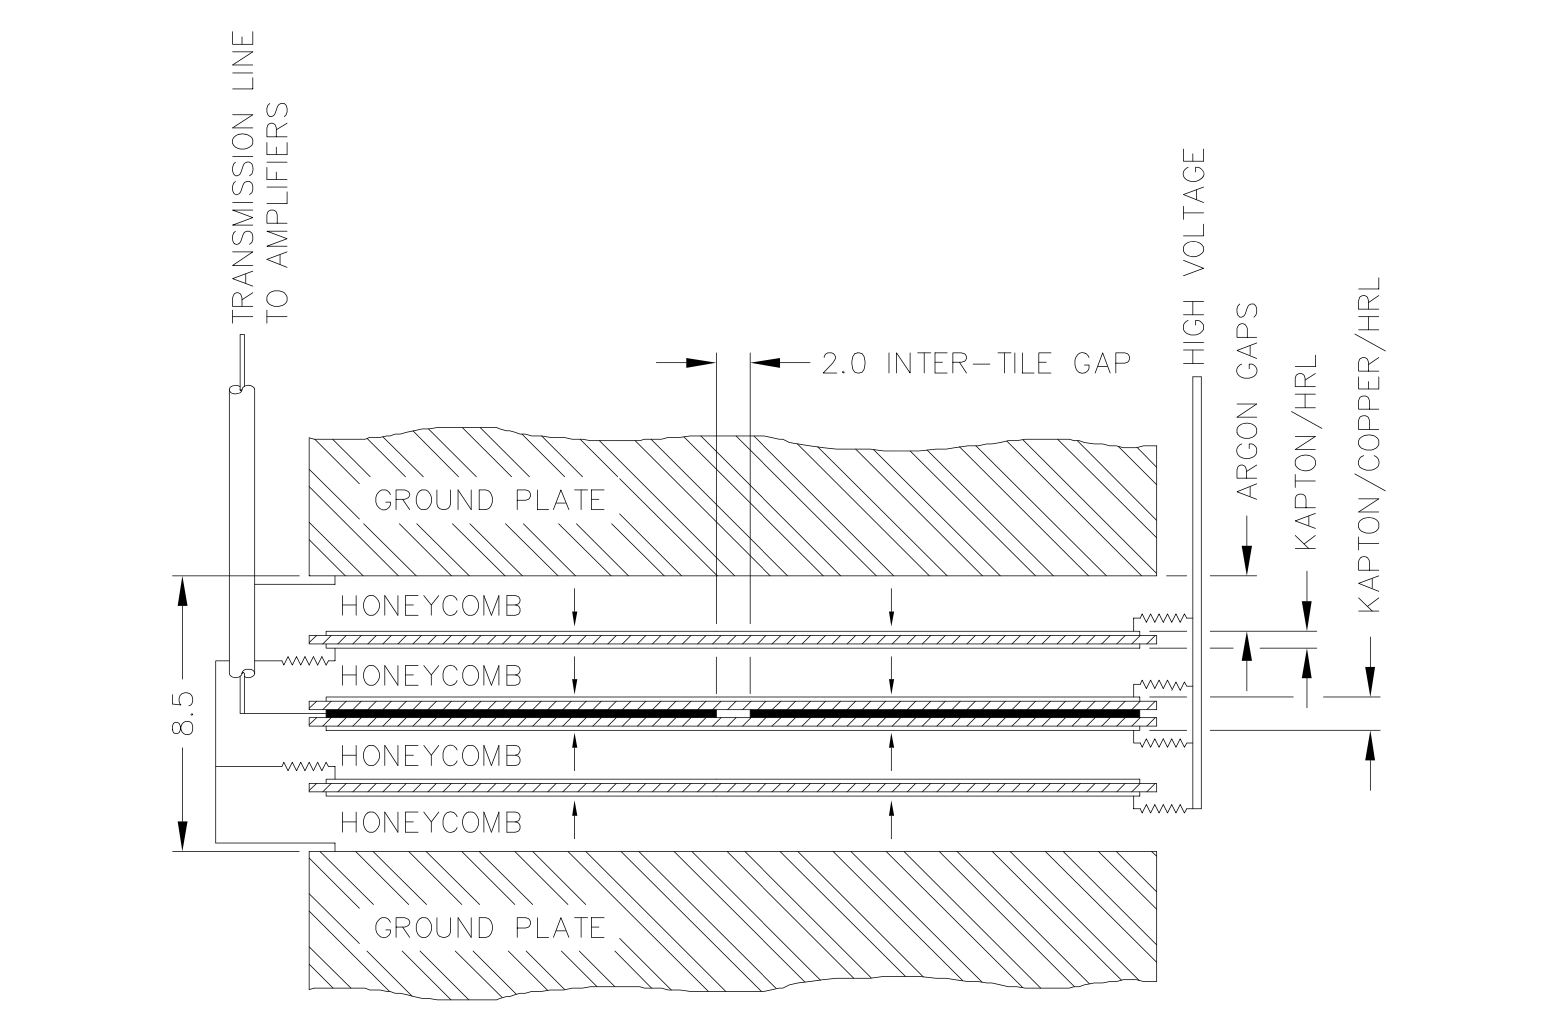 TRANSMISSION LINE
TO AMPLIFIERS
HIGH VOLTAGE
ARGON GAPS
KAPTON/HRL
KAPTON/COPPER/HRL
2.0 INTER-TILE GAP
GROUND PLATE
HONEYCOMB
HONEYCOMB
8.5
HONEYCOMB
HONEYCOMB
GROUND PLATE